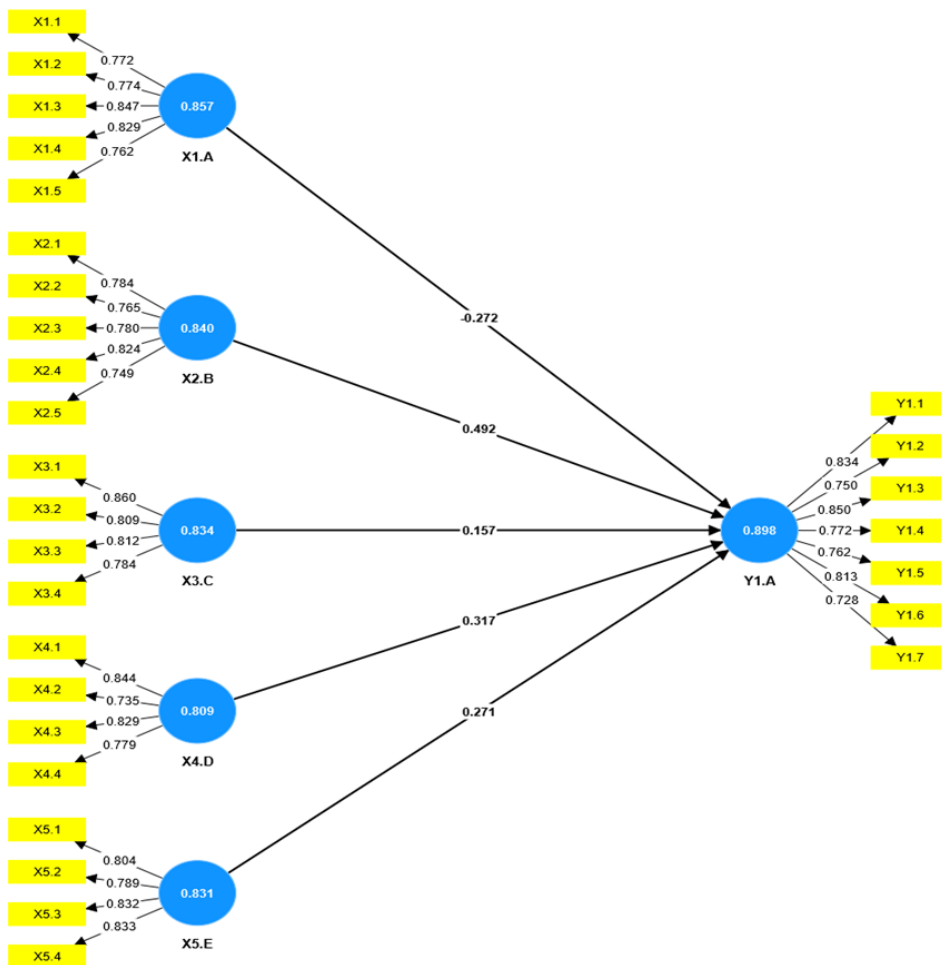 X1.1
0.772
X1.2
0.774
X1.3
0.847
0.857
X1.4
0.829
X1.5
0.762
X1.A
X2.1
0.784
X2.2
0.765
X2.3
0.780
0.840
X2.4
0.824
X2.5
0.749
X2.B
X3.1
0.860
X3.2
0.809
0.834
X3.3
0.812
X3.4
0.784
X3.C
X4.1
0.844
X4.2
0.735
0.809
X4.3
0.829
X4.4
0.779
X4.D
X5.1
0.804
X5.2
0.789
0.831
X5.3
0.832
X5.4
0.833
X5.E
-0.272
0.492
0.157
0.317
0.271
0.898
Y1.A
0.834
Y1.1
0.750
Y1.2
0.850
Y1.3
0.772
Y1.4
0.762
Y1.5
0.813
Y1.6
0.728
Y1.7